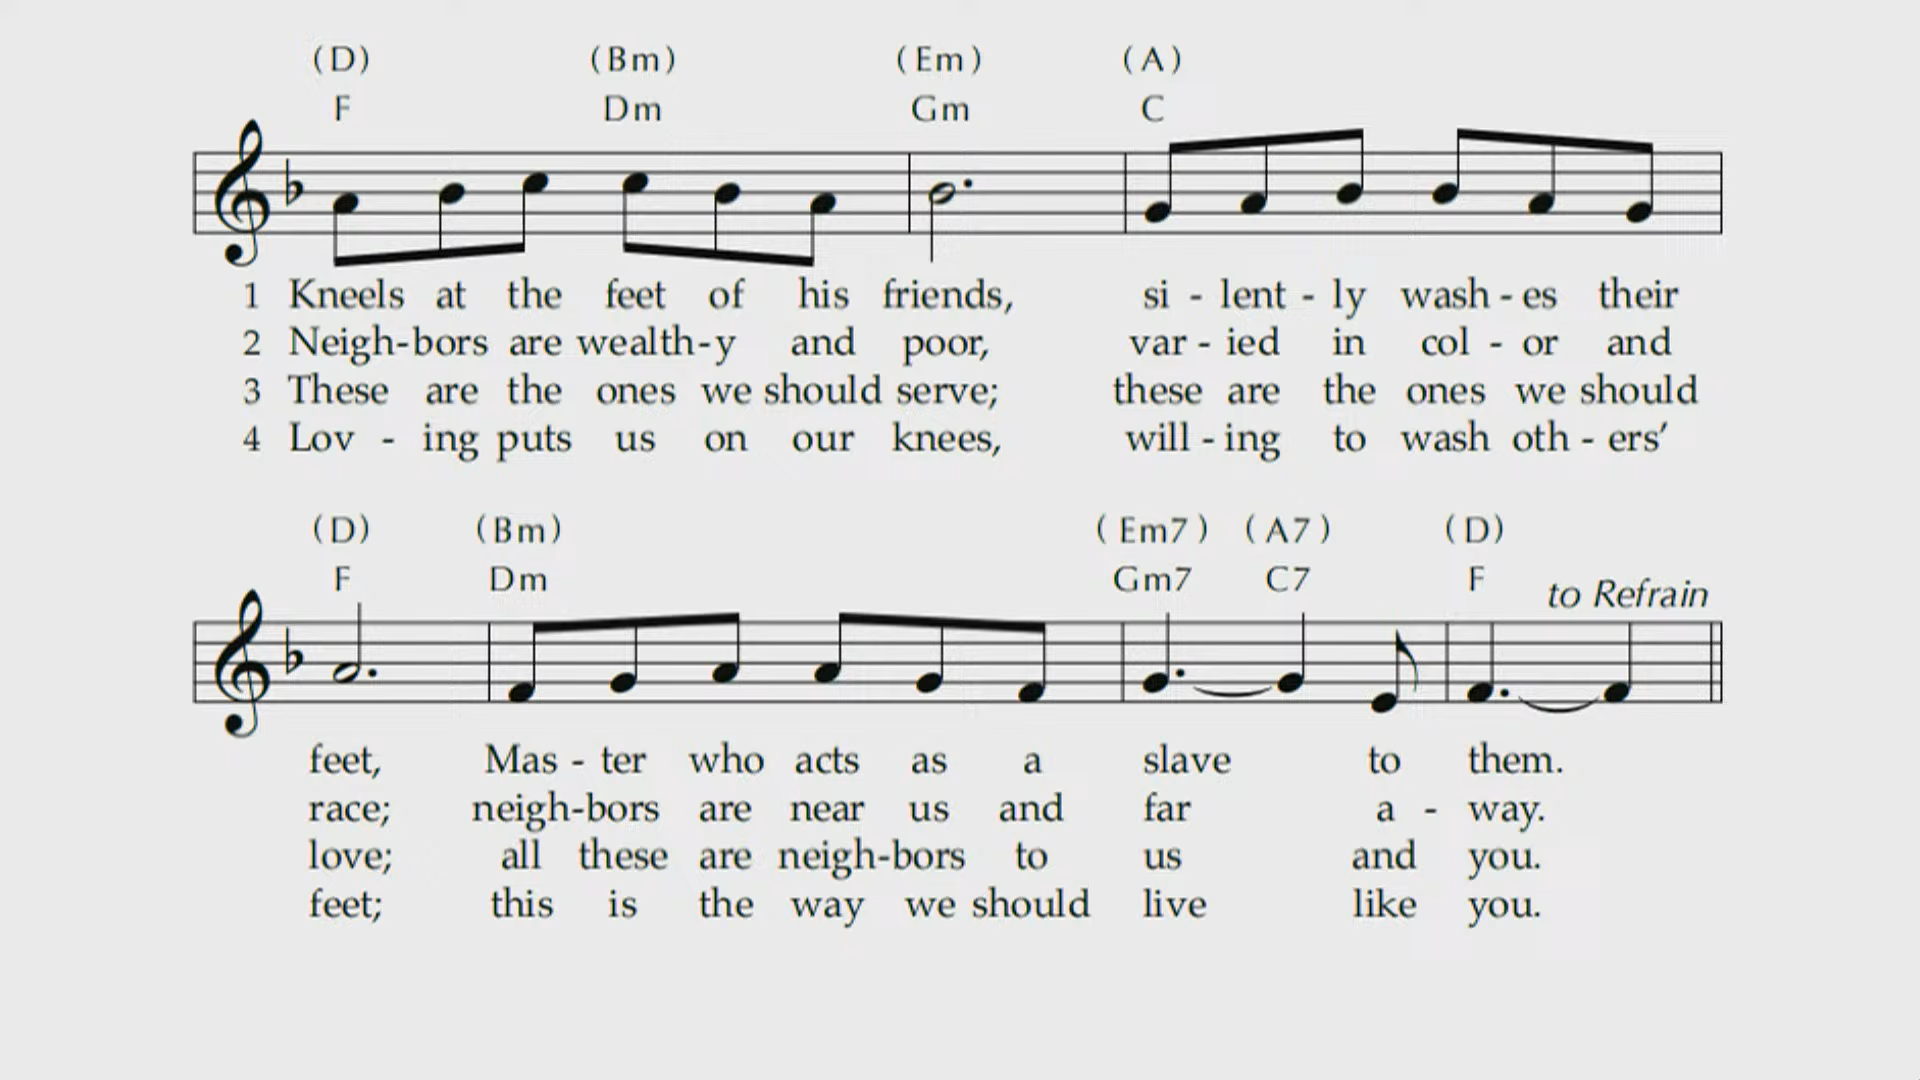 (D) (Bm) (Em) (A)
F Dm Gm C
1 Kneels at the feet of his friends, si - lent - ly wash - es their
2 Neigh-bors are wealth-y and poor, var - ied in col - or and
3 These are the ones we should serve; these are the ones we should
4 Lov - ing puts us on our knees, will - ing to wash oth - ers’
(D) (Bm) (Em7) (A7) (D)
F Dm Gm7 C7 F to Refrain
feet, Mas - ter who acts as a slave to them.
race; neigh-bors are near us and far a - way.
love; all these are neigh-bors to us and you.
feet; this is the way we should live like you.